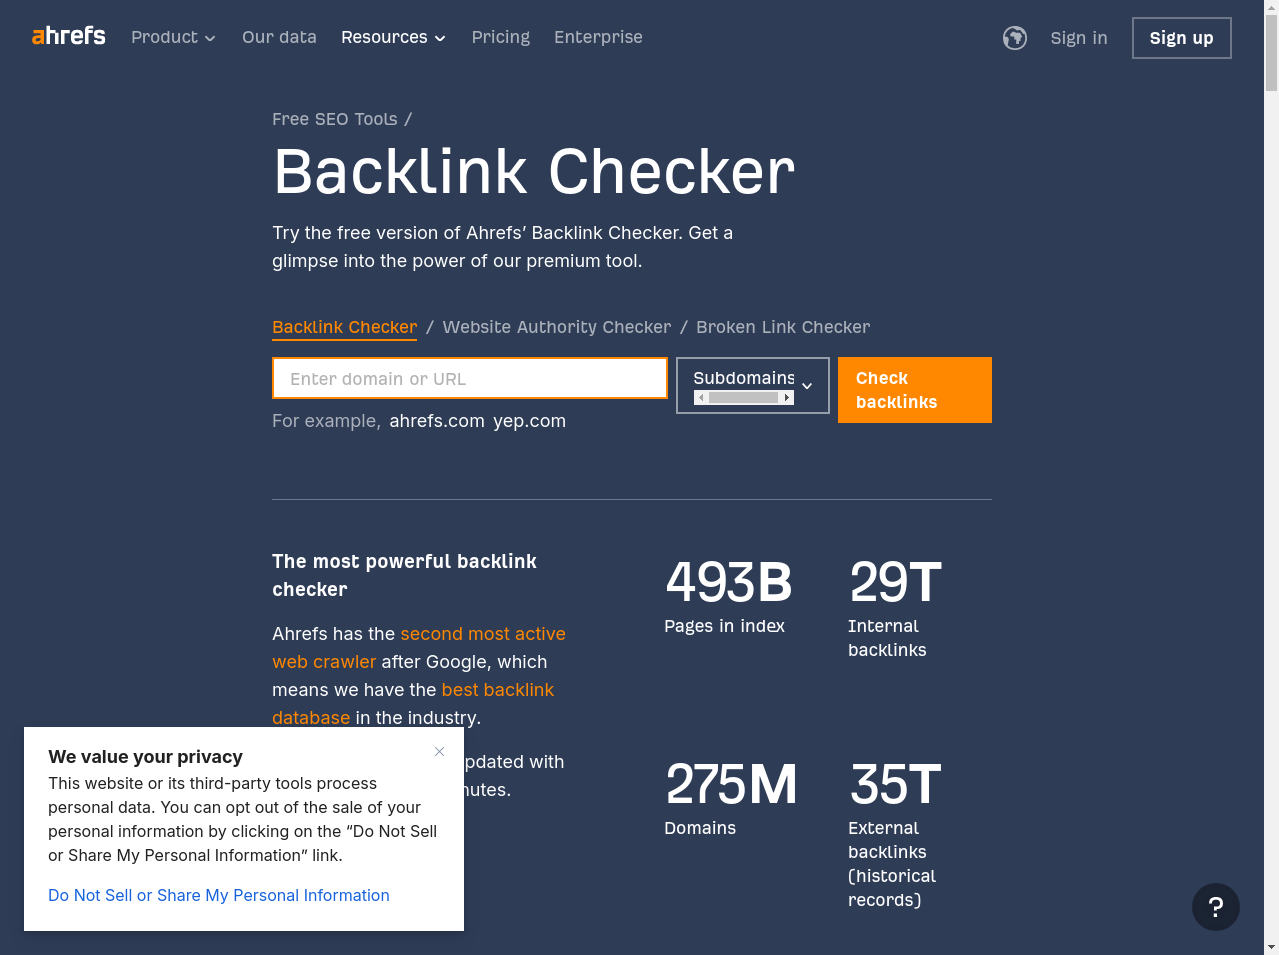 ahrefs Product Our data Resources Pricing Enterprise Sign in Sign up
Free SEO Tools /
Backlink Checker
Try the free version of Ahrefs’ Backlink Checker. Get a
glimpse into the power of our premium tool.
Backlink Checker / Website Authority Checker / Broken Link Checker
Enter domain or URL
Subdomains
Check
backlinks
For example, ahrefs.com yep.com
The most powerful backlink
checker
Ahrefs has the second most active
web crawler after Google, which
means we have the best backlink
database in the industry.
pdated with
nutes.
493B
Pages in index
29T
Internal
backlinks
275M
Domains
35T
External
backlinks
(historical
records)
We value your privacy
This website or its third-party tools process
personal data. You can opt out of the sale of your
personal information by clicking on the “Do Not Sell
or Share My Personal Information” link.
Do Not Sell or Share My Personal Information
?